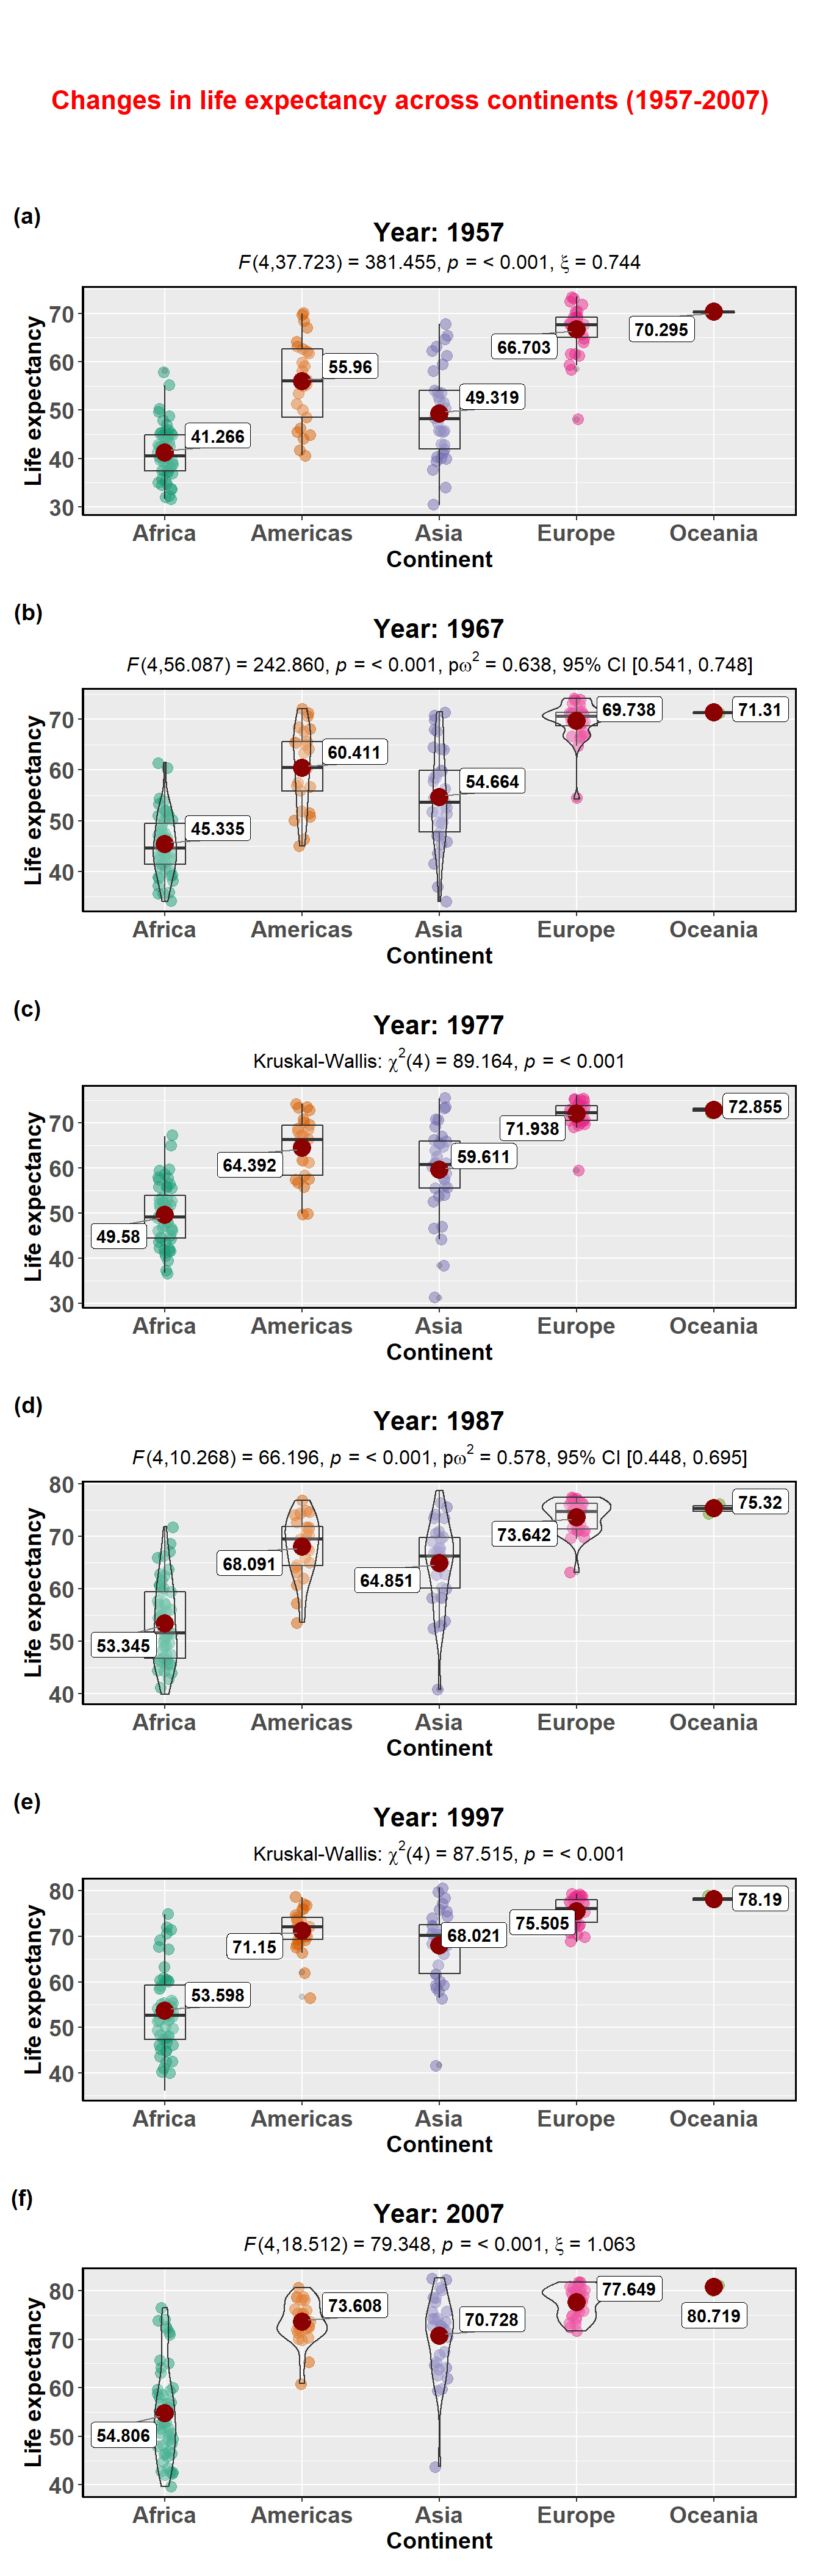 Changes in life expectancy across continents (1957-2007)
(a)
Year: 1957
F(4,37.723) = 381.455, p = < 0.001, ξ = 0.744
Life expectancy
70
60
50
40
30
41.266
55.96
49.319
66.703
70.295
Africa Americas Asia Europe Oceania
Continent
(b)
Year: 1967
F(4,56.087) = 242.860, p = < 0.001, pω² = 0.638, 95% CI [0.541, 0.748]
Life expectancy
70
60
50
40
45.335
60.411
54.664
69.738
71.31
Africa Americas Asia Europe Oceania
Continent
(c)
Year: 1977
Kruskal-Wallis: χ²(4) = 89.164, p = < 0.001
Life expectancy
70
60
50
40
30
49.58
64.392
59.611
71.938
72.855
Africa Americas Asia Europe Oceania
Continent
(d)
Year: 1987
F(4,10.268) = 66.196, p = < 0.001, pω² = 0.578, 95% CI [0.448, 0.695]
Life expectancy
80
70
60
50
40
53.345
68.091
64.851
73.642
75.32
Africa Americas Asia Europe Oceania
Continent
(e)
Year: 1997
Kruskal-Wallis: χ²(4) = 87.515, p = < 0.001
Life expectancy
80
70
60
50
40
53.598
71.15
68.021
75.505
78.19
Africa Americas Asia Europe Oceania
Continent
(f)
Year: 2007
F(4,18.512) = 79.348, p = < 0.001, ξ = 1.063
Life expectancy
80
70
60
50
40
54.806
73.608
70.728
77.649
80.719
Africa Americas Asia Europe Oceania
Continent